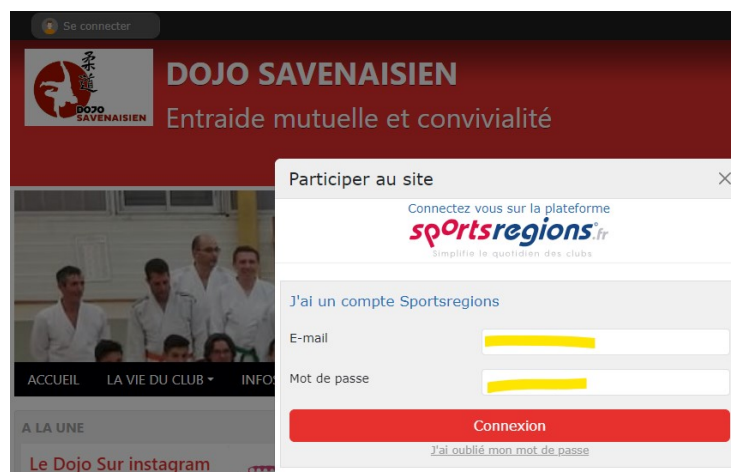 Se connecter
柔道
DOJO
SAVENAISIEN
DOJO SAVENAISIEN
Entraide mutuelle et convivialité
Participer au site
Connectez vous sur la plateforme
sportsregions.fr
Simplifie le quotidien des clubs
J'ai un compte Sportsregions
E-mail
Mot de passe
Connexion
J'ai oublié mon mot de passe
ACCUEIL LA VIE DU CLUB INFOS
A LA UNE
Le Dojo Sur instagram